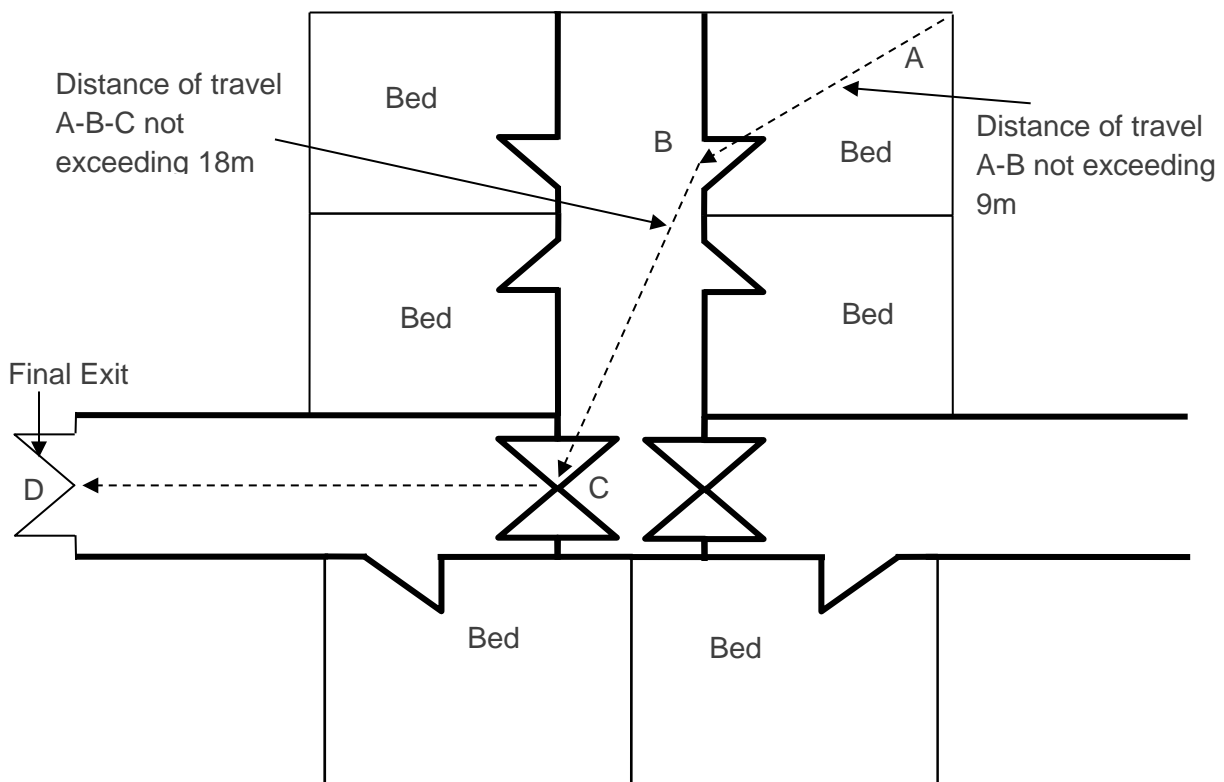 Distance of travel
A-B-C not
exceeding 18m
Bed
A
B
Bed
Distance of travel
A-B not exceeding
9m
Bed
Bed
Final Exit
D
C
Bed
Bed